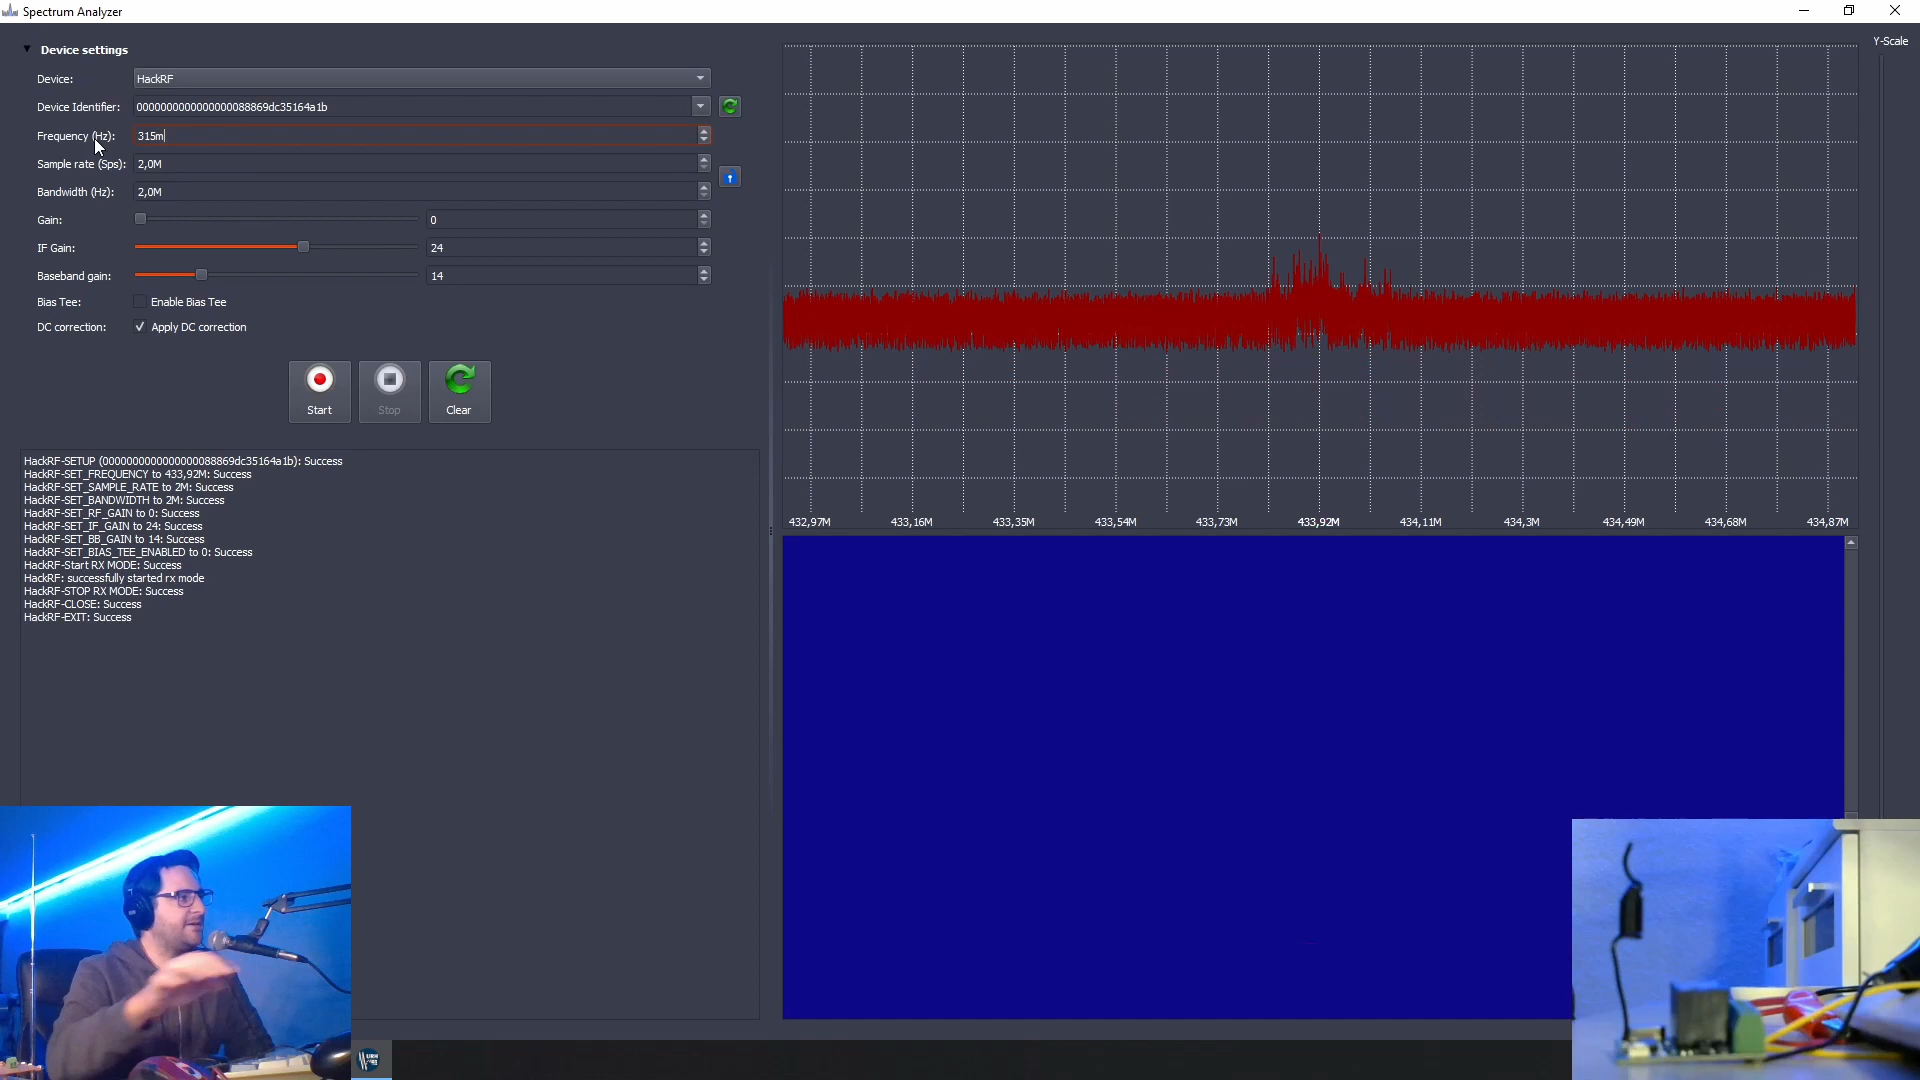 Spectrum Analyzer
Device settings
Device: HackRF
Device Identifier: 0000000000000000088869dc35164a1b
Frequency (Hz): 315m
Sample rate (Sps): 2,0M
Bandwidth (Hz): 2,0M
Gain: 0
IF Gain: 24
Baseband gain: 14
Bias Tee: Enable Bias Tee
DC correction: Apply DC correction
Start Stop Clear
HackRF-SETUP (0000000000000000088869dc35164a1b): Success
HackRF-SET_FREQUENCY to 433,92M: Success
HackRF-SET_SAMPLE_RATE to 2M: Success
HackRF-SET_BANDWIDTH to 2M: Success
HackRF-SET_RF_GAIN to 0: Success
HackRF-SET_IF_GAIN to 24: Success
HackRF-SET_BB_GAIN to 14: Success
HackRF-SET_BIAS_TEE_ENABLED to 0: Success
HackRF-Start RX MODE: Success
HackRF: successfully started rx mode
HackRF-STOP RX MODE: Success
HackRF-CLOSE: Success
HackRF-EXIT: Success
Y-Scale
432,97M 433,16M 433,35M 433,54M 433,73M 433,92M 434,11M 434,3M 434,49M 434,68M 434,87M